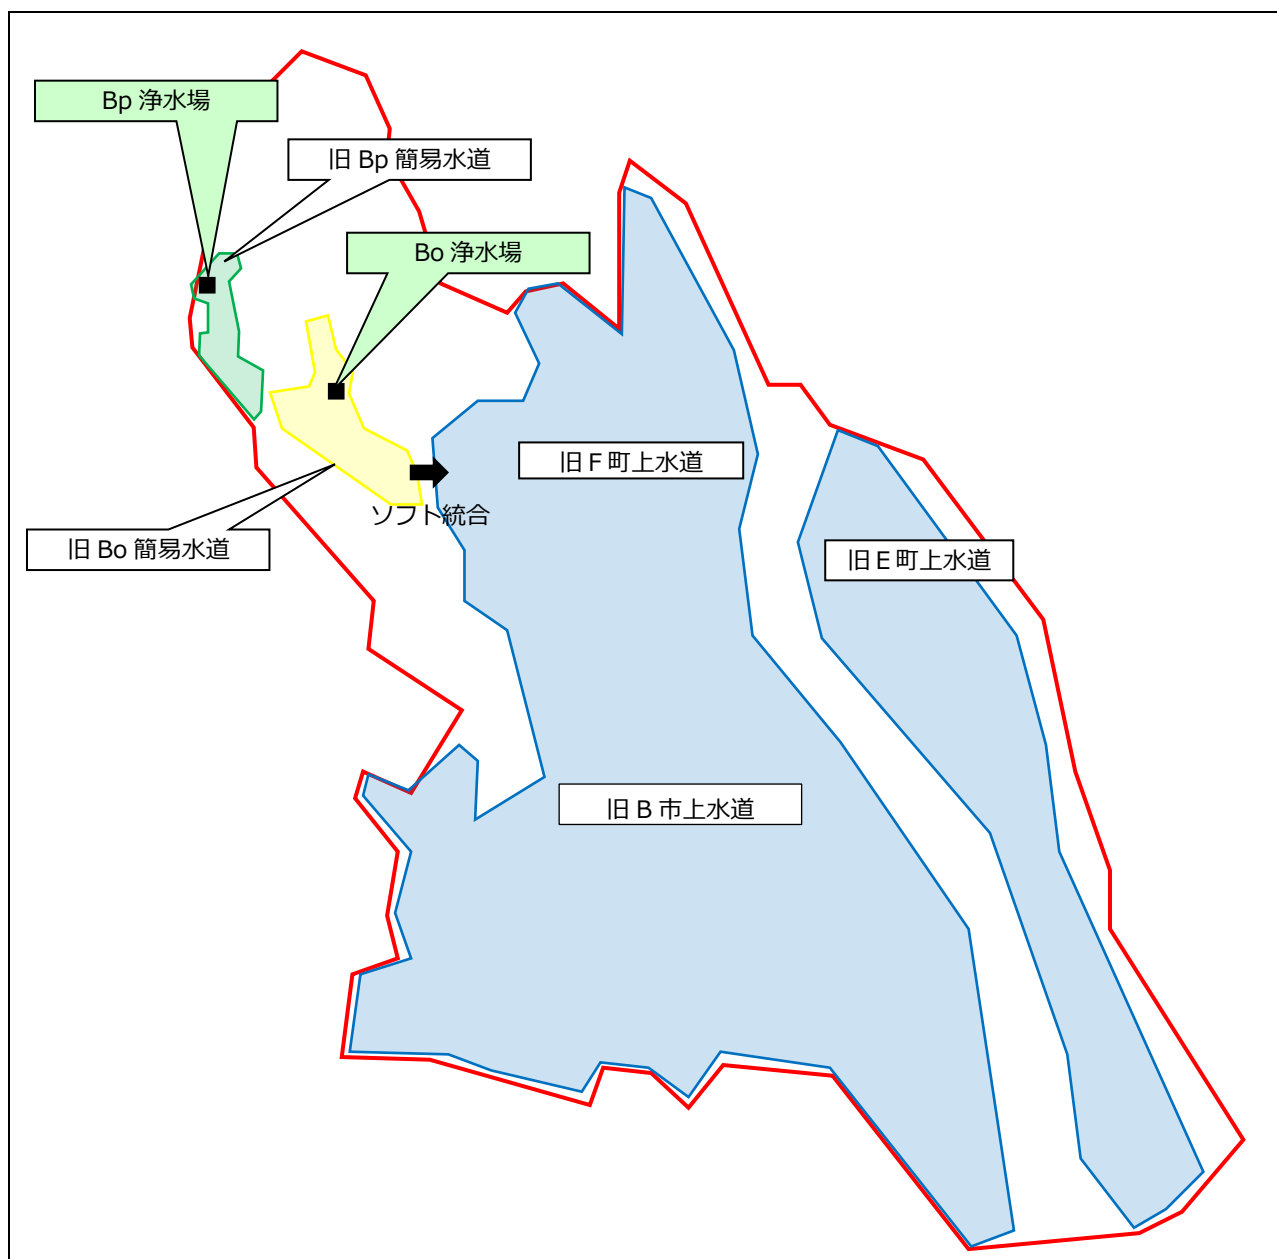 Bp 浄水場
旧 Bp 簡易水道
Bo 浄水場
旧 F 町上水道
ソフト統合
旧 Bo 簡易水道
旧 E 町上水道
旧 B 市上水道